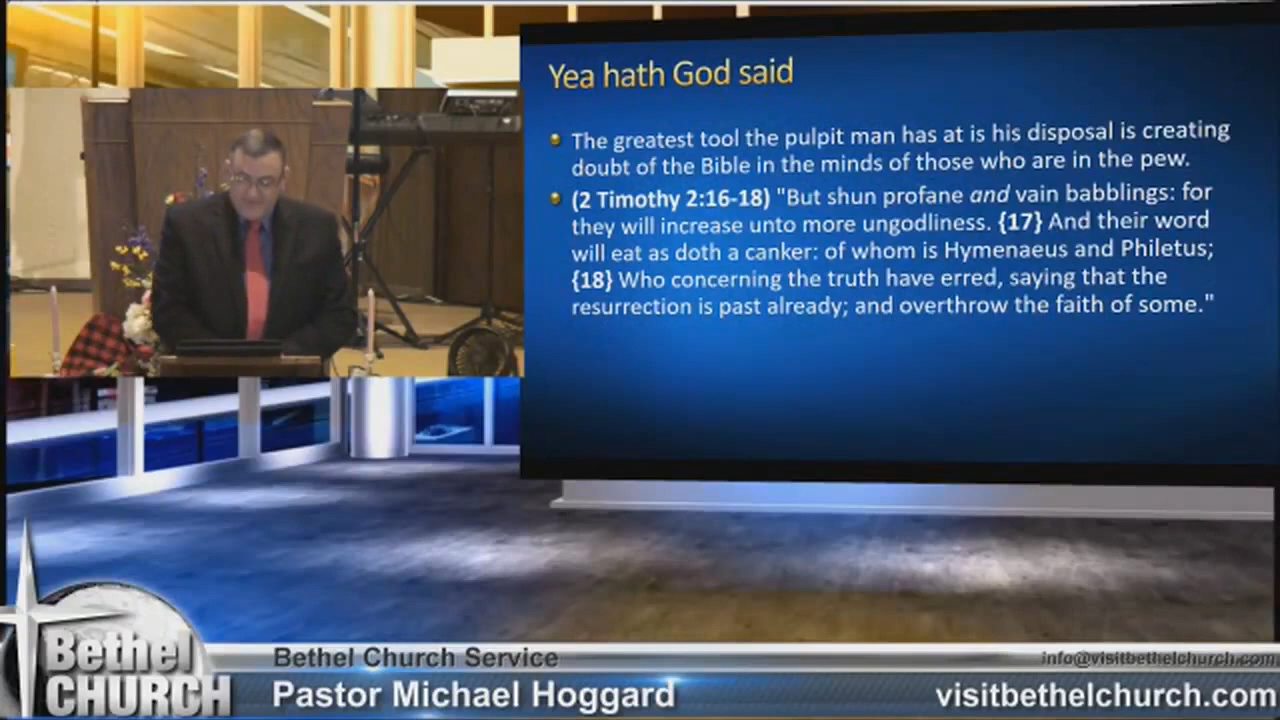 Yea hath God said
The greatest tool the pulpit man has at is his disposal is creating
doubt of the Bible in the minds of those who are in the pew.
(2 Timothy 2:16-18) "But shun profane and vain babblings: for
they will increase unto more ungodliness. {17} And their word
will eat as doth a canker: of whom is Hymenaeus and Philetus;
{18} Who concerning the truth have erred, saying that the
resurrection is past already; and overthrow the faith of some."
Bethel
CHURCH
Bethel Church Service
Pastor Michael Hoggard
info@visitbethelchurch.com
visitbethelchurch.com